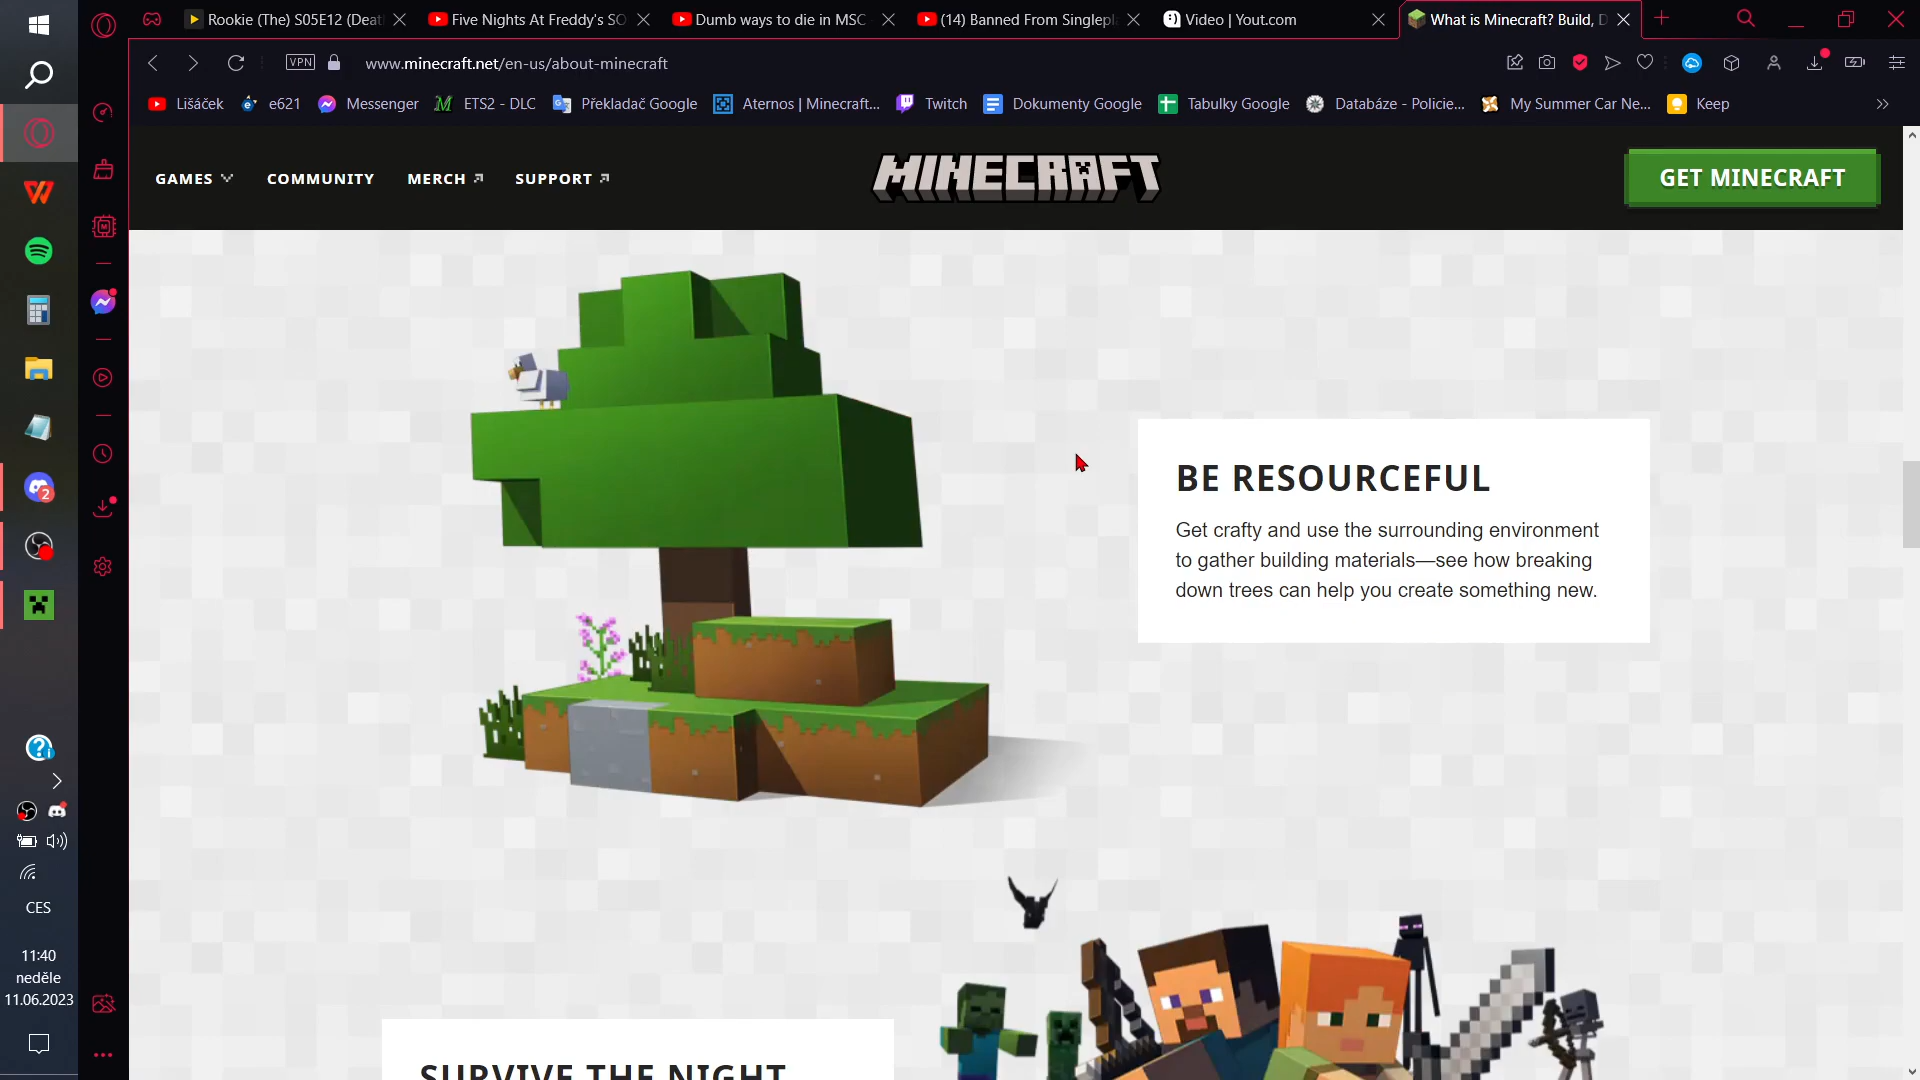 Rookie (The) S05E12 (Deat
Five Nights At Freddy's SO
Dumb ways to die in MSC -
(14) Banned From Singlepla
Video | Yout.com
What is Minecraft? Build, D
VPN
www.minecraft.net/en-us/about-minecraft
Lišáček
e621
Messenger
ETS2 - DLC
Překladač Google
Aternos | Minecraft...
Twitch
Dokumenty Google
Tabulky Google
Databáze - Policie...
My Summer Car Ne...
Keep
GAMES
COMMUNITY
MERCH
SUPPORT
MINECRAFT
GET MINECRAFT
BE RESOURCEFUL
Get crafty and use the surrounding environment
to gather building materials—see how breaking
down trees can help you create something new.
SURVIVE THE NIGHT
2
CES
11:40
neděle
11.06.2023